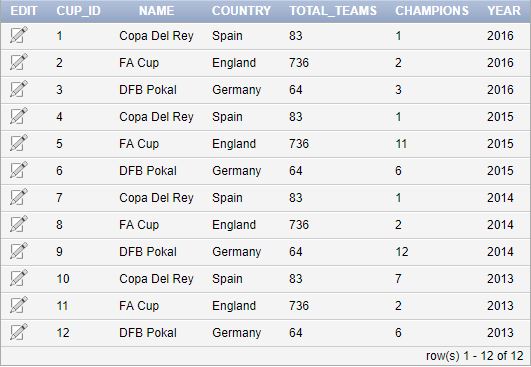 EDIT CUP_ID NAME COUNTRY TOTAL_TEAMS CHAMPIONS YEAR
1 Copa Del Rey Spain 83 1 2016
2 FA Cup England 736 2 2016
3 DFB Pokal Germany 64 3 2016
4 Copa Del Rey Spain 83 1 2015
5 FA Cup England 736 11 2015
6 DFB Pokal Germany 64 6 2015
7 Copa Del Rey Spain 83 1 2014
8 FA Cup England 736 2 2014
9 DFB Pokal Germany 64 12 2014
10 Copa Del Rey Spain 83 7 2013
11 FA Cup England 736 2 2013
12 DFB Pokal Germany 64 6 2013
row(s) 1 - 12 of 12